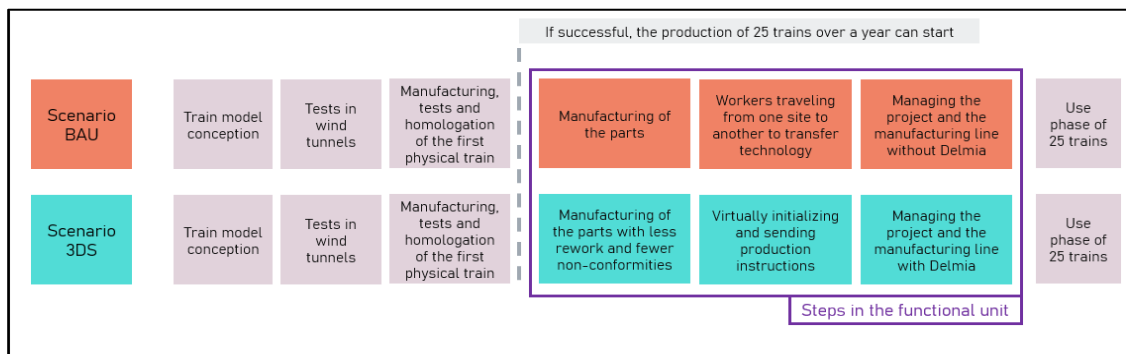 If successful, the production of 25 trains over a year can start
Scenario
BAU
Train model
conception
Tests in
wind
tunnels
Manufacturing,
tests and
homologation
of the first
physical train
Manufacturing of
the parts
Workers traveling
from one site to
another to transfer
technology
Managing the
project and the
manufacturing line
without Delmia
Use
phase of
25 trains
Scenario
3DS
Train model
conception
Tests in
wind
tunnels
Manufacturing,
tests and
homologation
of the first
physical train
Manufacturing of
the parts with less
rework and fewer
non-conformities
Virtually initializing
and sending
production
instructions
Managing the
project and the
manufacturing line
with Delmia
Use
phase of
25 trains
Steps in the functional unit